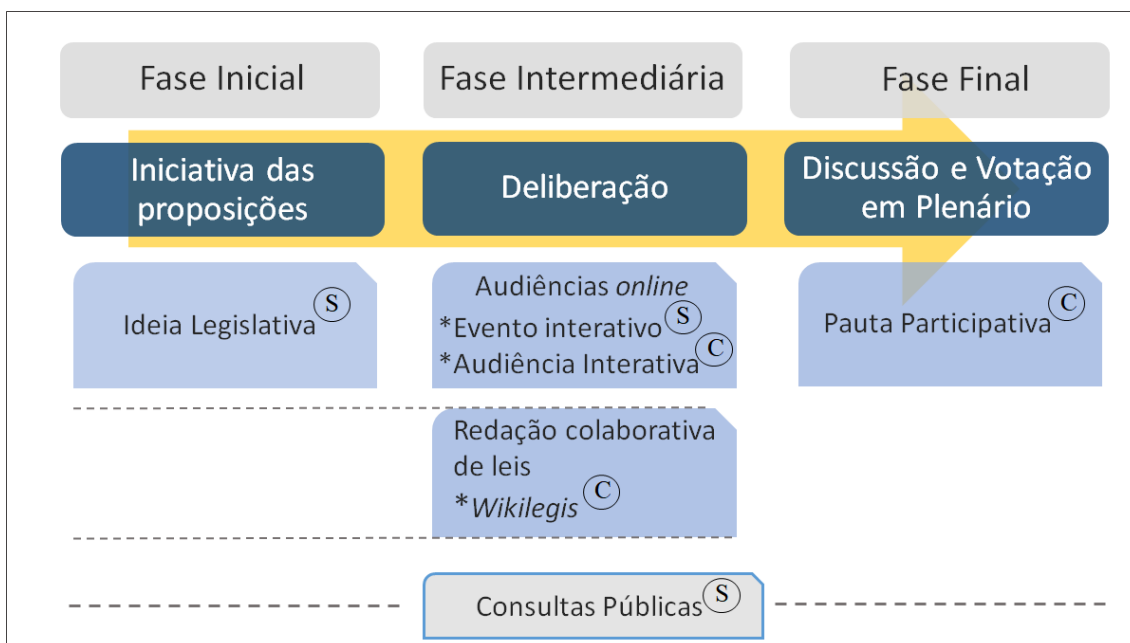 Fase Inicial
Fase Intermediária
Fase Final
Iniciativa das
proposições
Deliberação
Discussão e Votação
em Plenário
Ideia Legislativa S
Audiências online
*Evento interativo S
*Audiência Interativa C
Pauta Participativa C
Redação colaborativa
de leis
*Wikilegis C
Consultas Públicas S